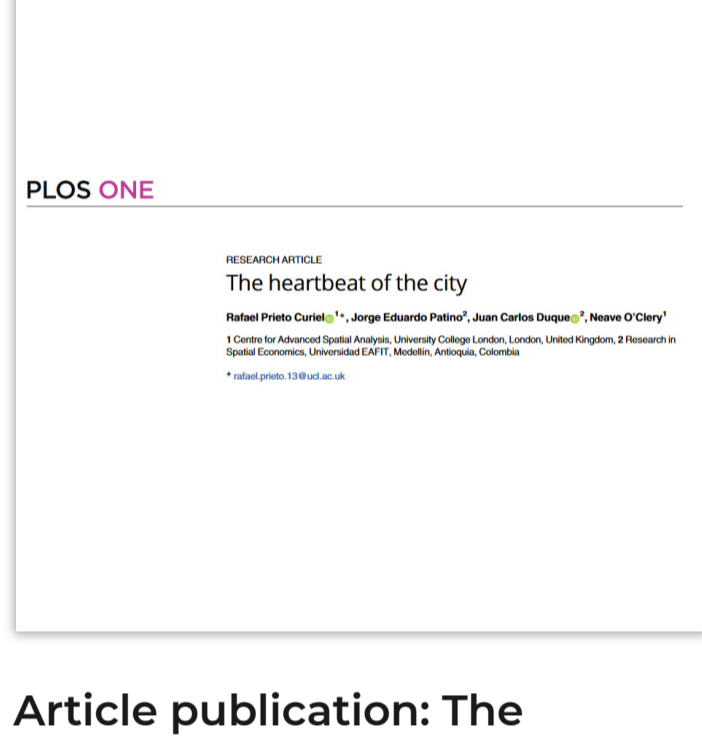 PLOS ONE
RESEARCH ARTICLE
The heartbeat of the city
Rafael Prieto Curiel¹*, Jorge Eduardo Patino², Juan Carlos Duque², Neave O'Clery¹
1 Centre for Advanced Spatial Analysis, University College London, London, United Kingdom, 2 Research in
Spatial Economics, Universidad EAFIT, Medellín, Antioquia, Colombia
* rafael.prieto.13@ucl.ac.uk
Article publication: The